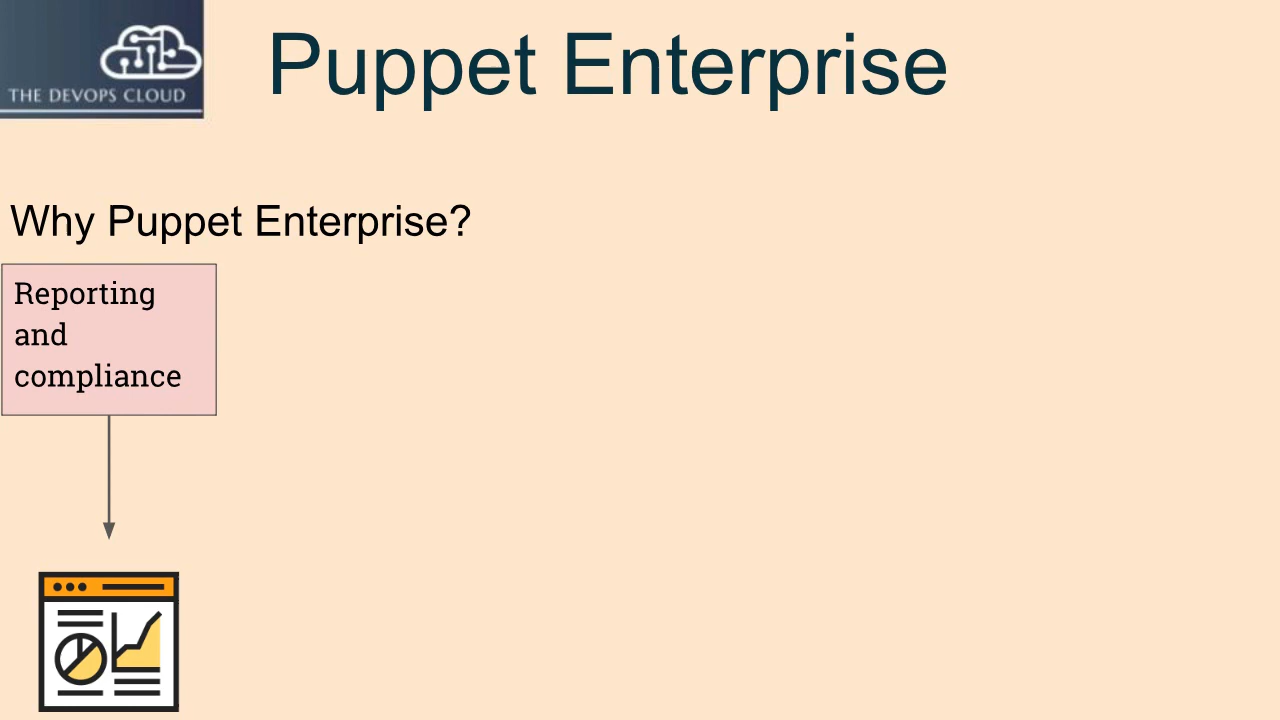 THE DEVOPS CLOUD
Puppet Enterprise
Why Puppet Enterprise?
Reporting
and
compliance